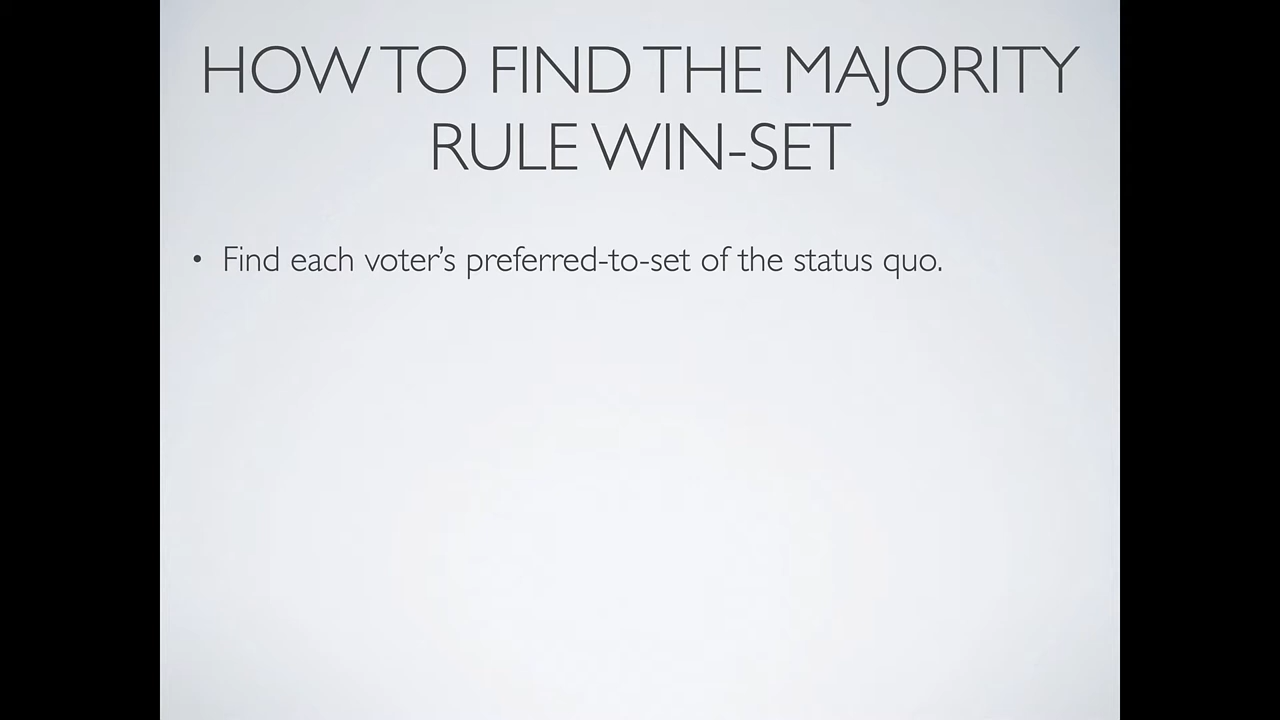 HOW TO FIND THE MAJORITY
RULE WIN-SET
• Find each voter’s preferred-to-set of the status quo.